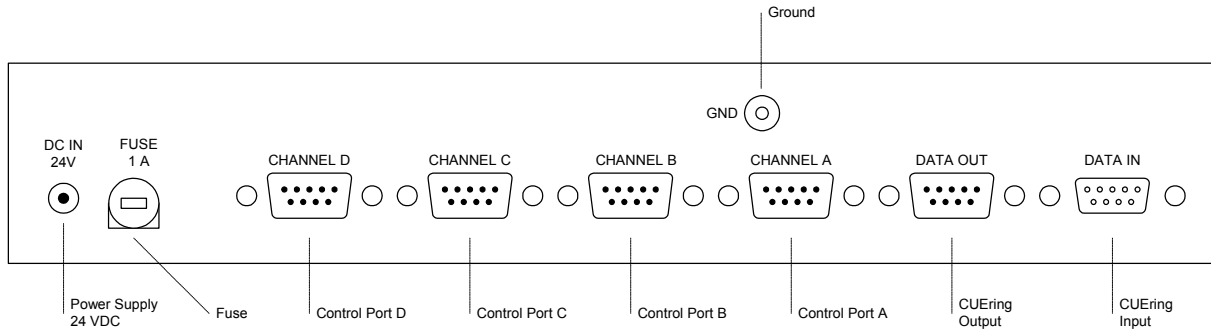 Ground
GND
DC IN
24V
FUSE
1 A
CHANNEL D
CHANNEL C
CHANNEL B
CHANNEL A
DATA OUT
DATA IN
Power Supply
24 VDC
Fuse
Control Port D
Control Port C
Control Port B
Control Port A
CUEring
Output
CUEring
Input